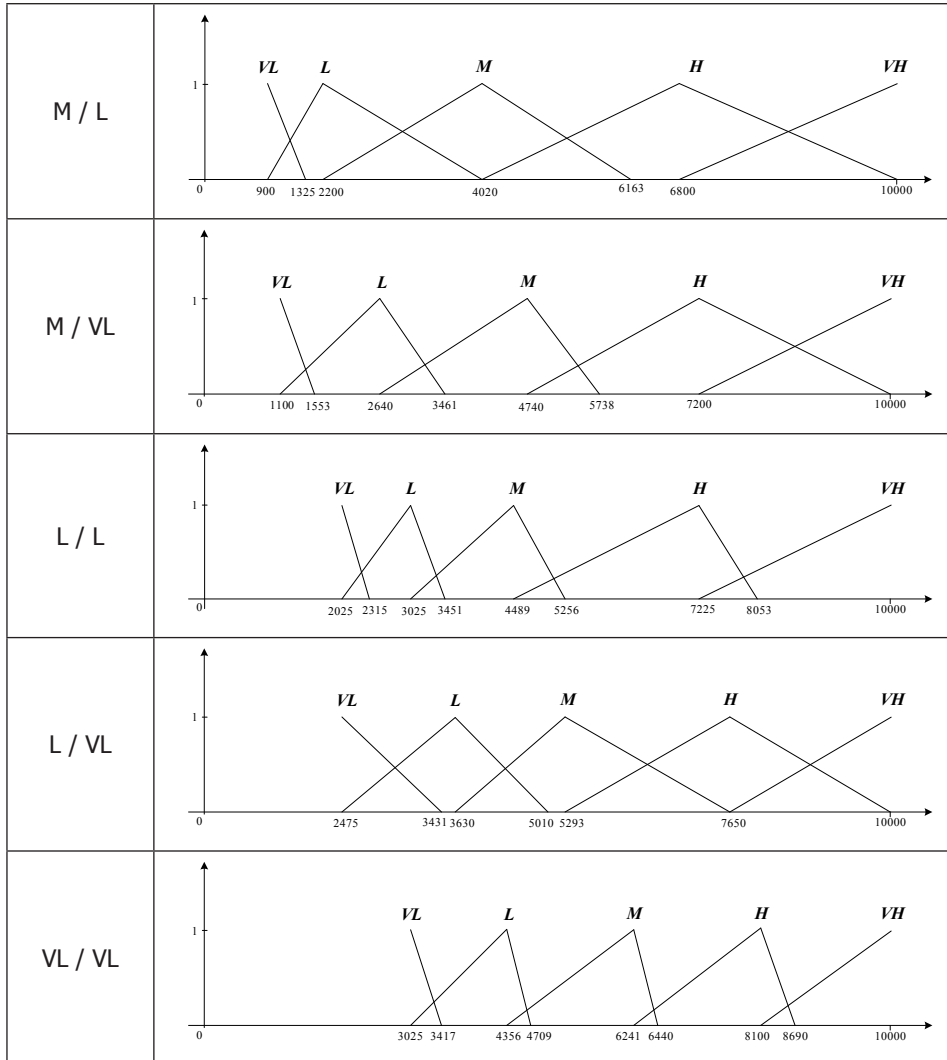 VL L M H VH
1
M / L
0 900 1325 2200 4020 6163 6800 10000
VL L M H VH
1
M / VL
0 1100 1553 2640 3461 4740 5738 7200 10000
VL L M H VH
1
L / L
0 2025 2315 3025 3451 4489 5256 7225 8053 10000
VL L M H VH
1
L / VL
0 2475 3431 3630 5010 5293 7650 10000
VL L M H VH
1
VL / VL
0 3025 3417 4356 4709 6241 6440 8100 8690 10000